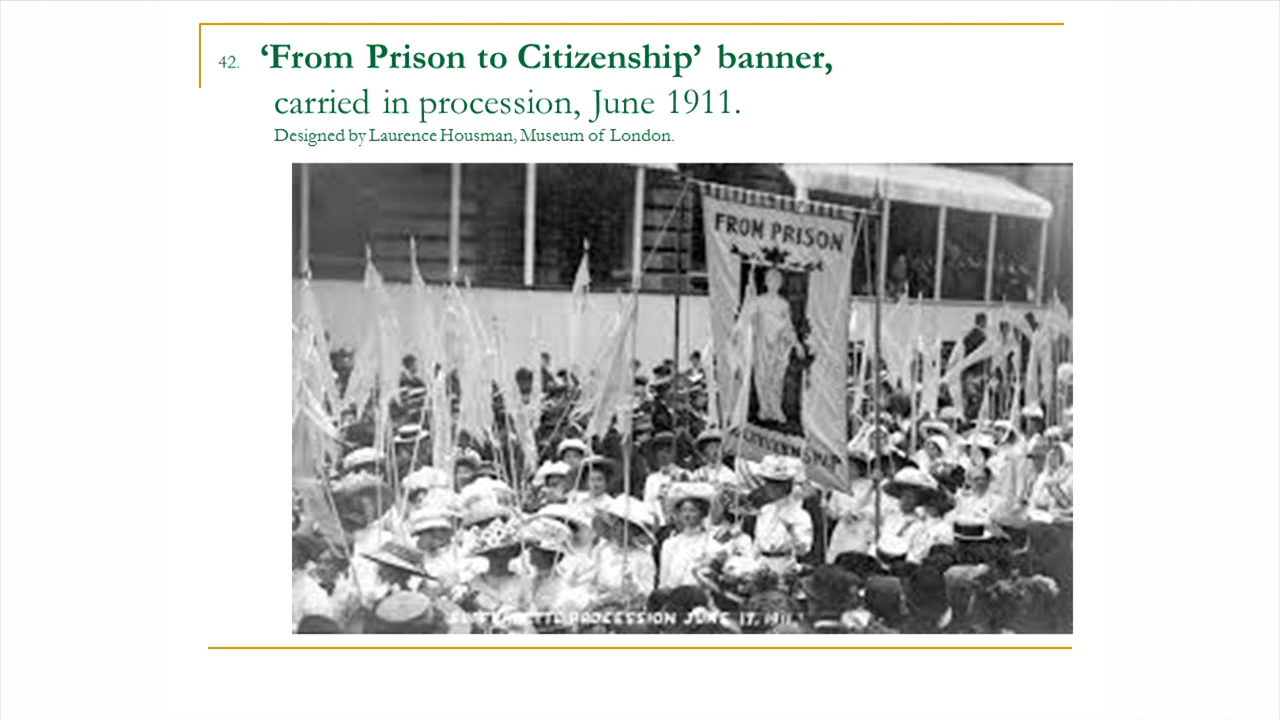 42. ‘From Prison to Citizenship’ banner,
carried in procession, June 1911.
Designed by Laurence Housman, Museum of London.
FROM PRISON
CITIZENSHIP
SUFFRAGETTE PROCESSION JUNE 17, 1911.